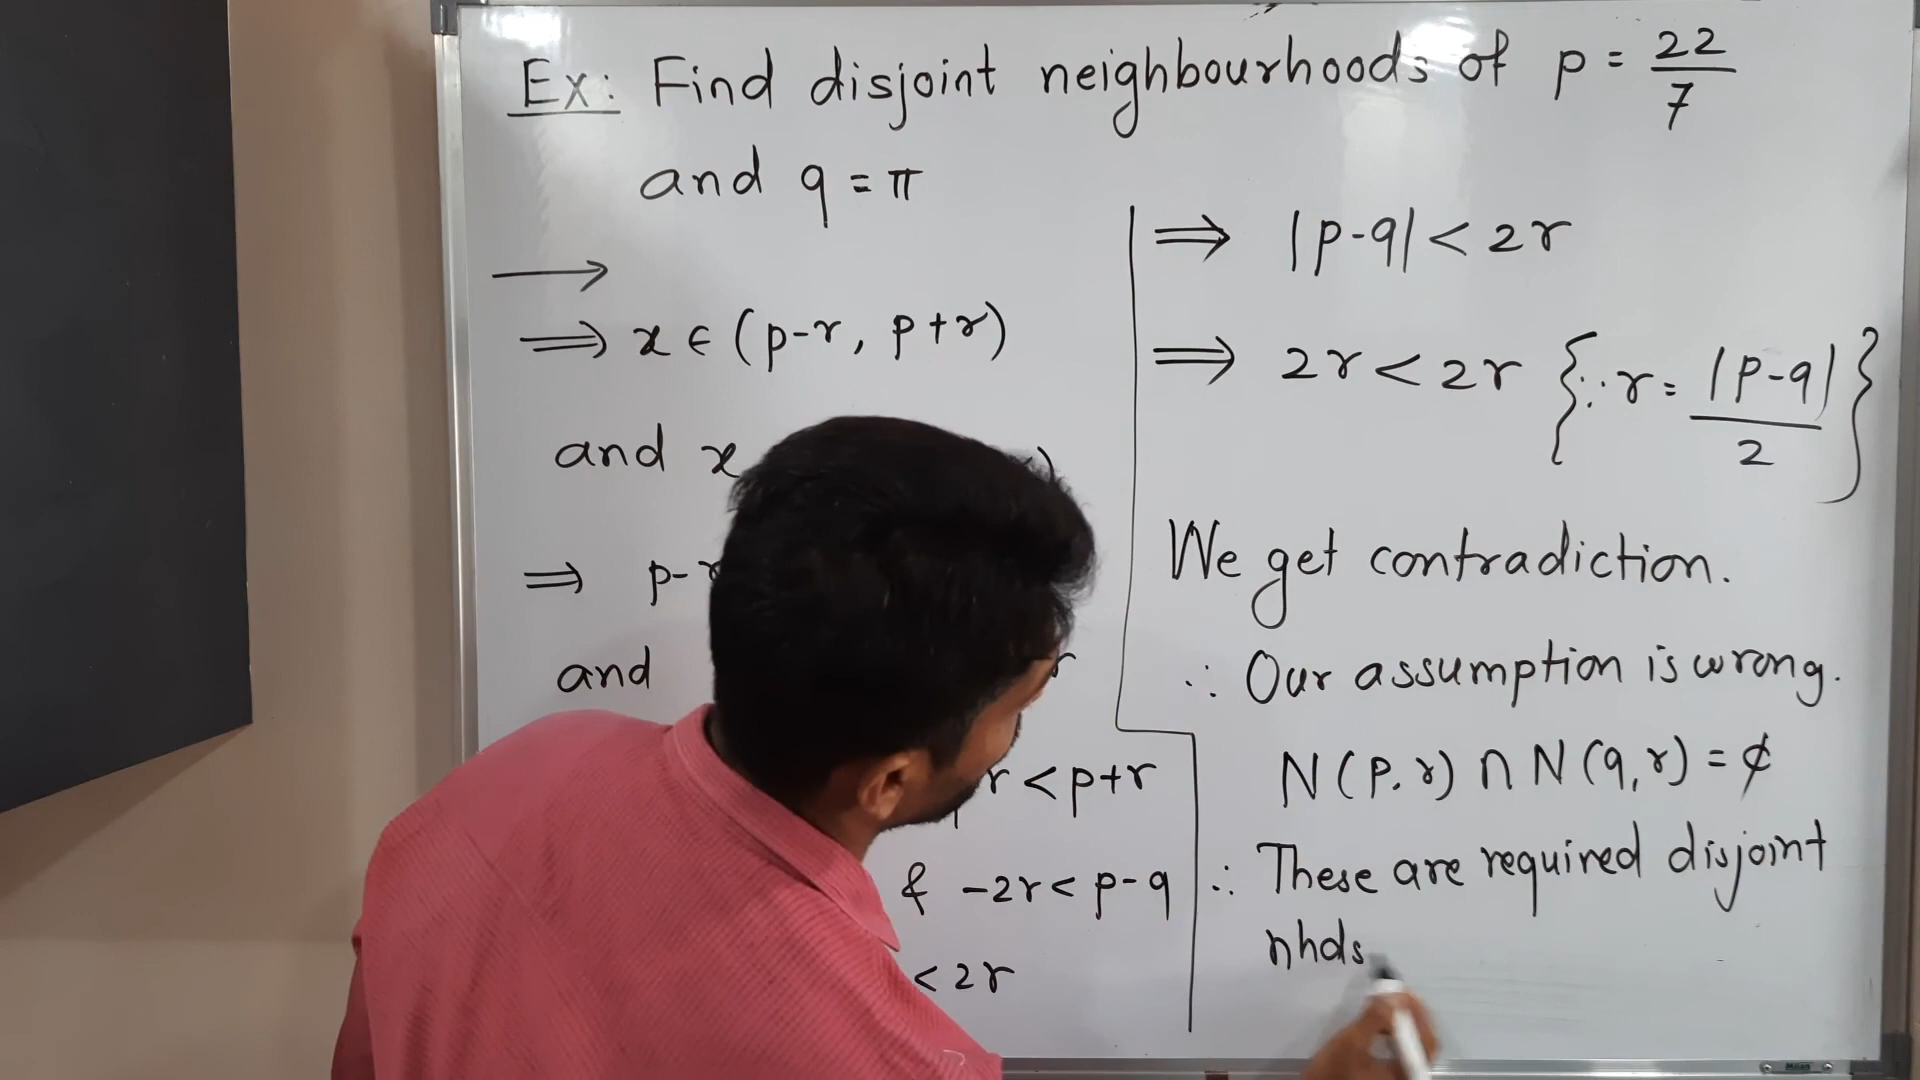 Ex: Find disjoint neighbourhoods of p = 22/7
and q = π
→
⇒ x ∈ (p-r, p+r)
and x
⇒ p-r
and
r < p+r
& -2r < p-q
< 2r
⇒ |p-q| < 2r
⇒ 2r < 2r {∵ r = |p-q|/2}
We get contradiction.
∴ Our assumption is wrong.
N(p, r) ∩ N(q, r) = ϕ
∴ These are required disjoint
nhds.